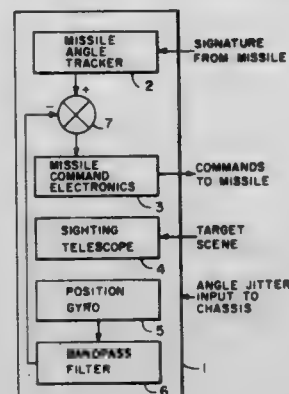 MISSILE
ANGLE
TRACKER
2
SIGNATURE
FROM MISSILE
+
−
7
MISSILE
COMMAND
ELECTRONICS
3
COMMANDS
TO MISSILE
SIGHTING
TELESCOPE
4
TARGET
SCENE
POSITION
GYRO
5
ANGLE JITTER
INPUT TO
CHASSIS
BANDPASS
FILTER
6
1